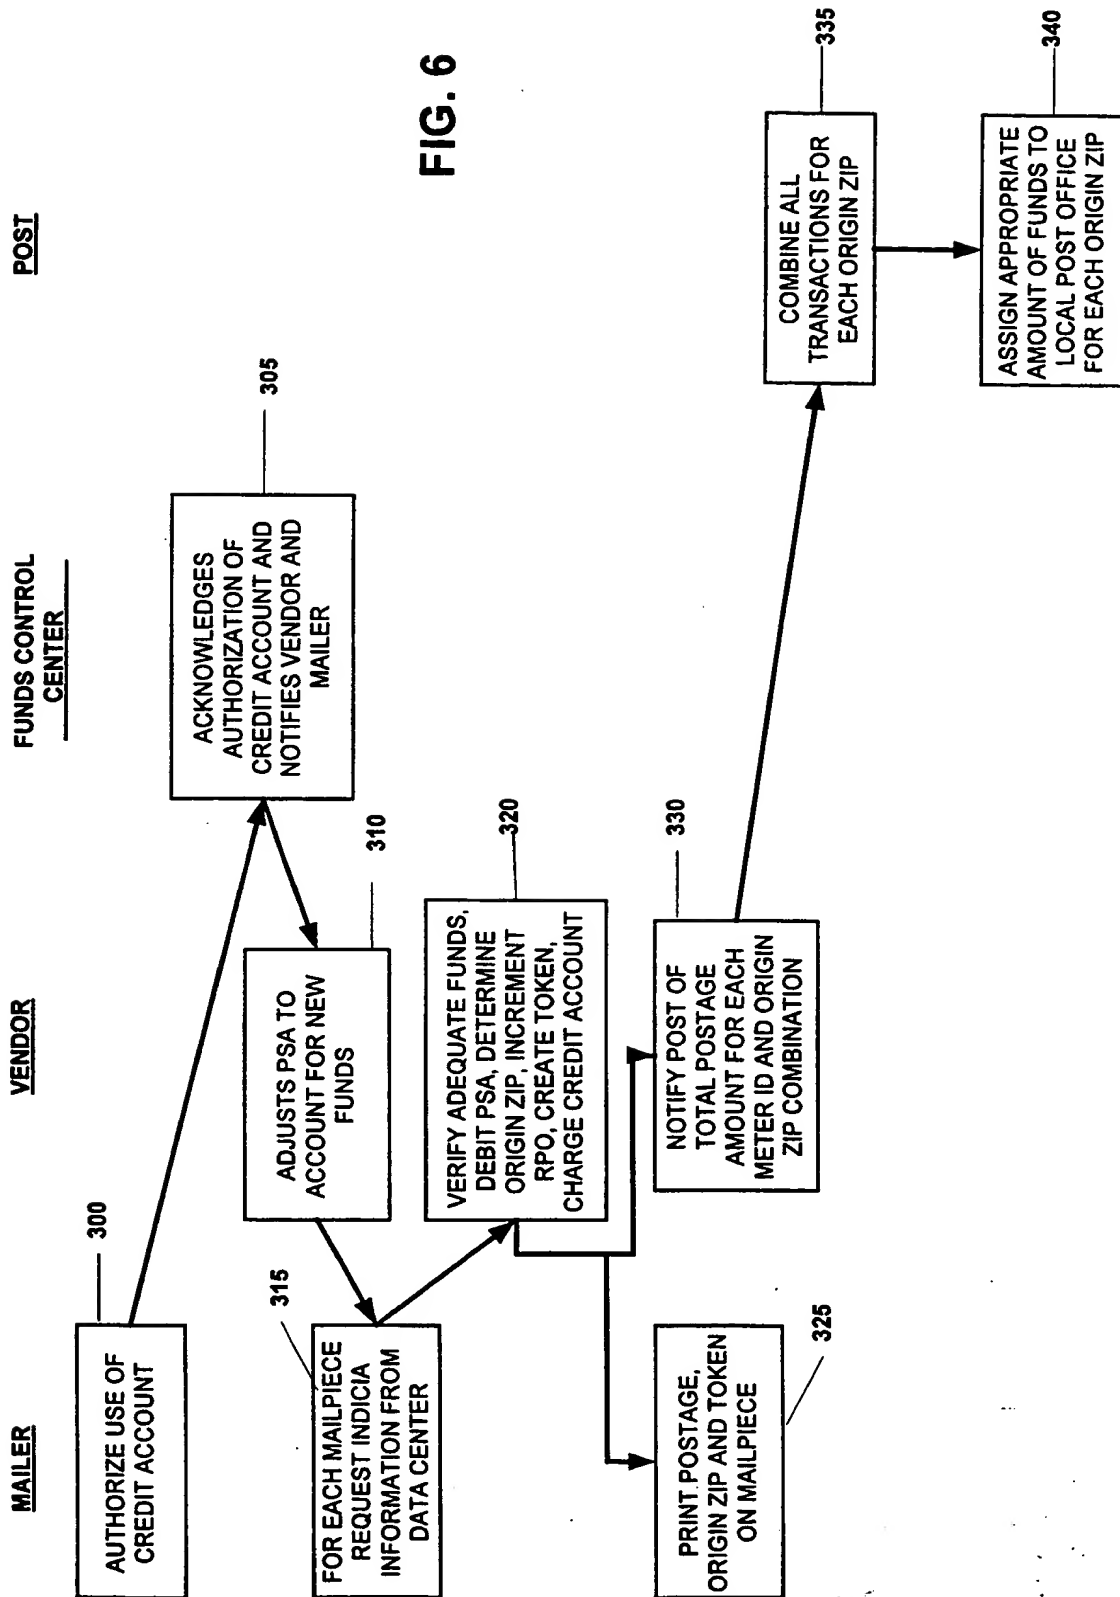 MAILER
VENDOR
FUNDS CONTROL
CENTER
POST
300
AUTHORIZE USE OF
CREDIT ACCOUNT
305
ACKNOWLEDGES
AUTHORIZATION OF
CREDIT ACCOUNT AND
NOTIFIES VENDOR AND
MAILER
310
ADJUSTS PSA TO
ACCOUNT FOR NEW
FUNDS
315
FOR EACH MAILPIECE
REQUEST INDICIA
INFORMATION FROM
DATA CENTER
320
VERIFY ADEQUATE FUNDS,
DEBIT PSA, DETERMINE
ORIGIN ZIP, INCREMENT
RPO, CREATE TOKEN,
CHARGE CREDIT ACCOUNT
325
PRINT POSTAGE,
ORIGIN ZIP AND TOKEN
ON MAILPIECE
330
NOTIFY POST OF
TOTAL POSTAGE
AMOUNT FOR EACH
METER ID AND ORIGIN
ZIP COMBINATION
335
COMBINE ALL
TRANSACTIONS FOR
EACH ORIGIN ZIP
340
ASSIGN APPROPRIATE
AMOUNT OF FUNDS TO
LOCAL POST OFFICE
FOR EACH ORIGIN ZIP
FIG. 6